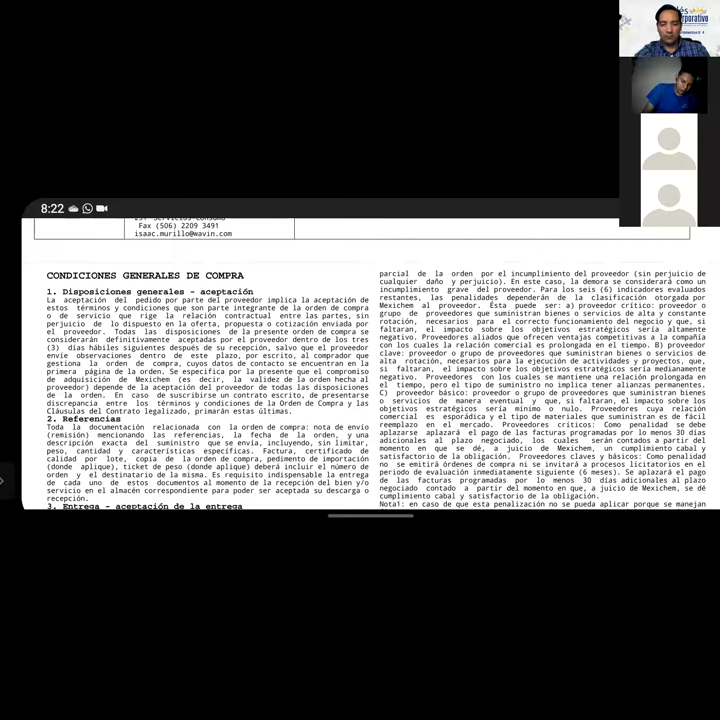 corporativo
INTERMEDIATE 4
8:22
Fax (506) 2209 3491
isaac.murillo@wavin.com
CONDICIONES GENERALES DE COMPRA
1. Disposiciones generales - aceptación
La aceptación del pedido por parte del proveedor implica la aceptación de
estos términos y condiciones que son parte integrante de la orden de compra
o de servicio que rige la relación contractual entre las partes, sin
perjuicio de lo dispuesto en la oferta, propuesta o cotización enviada por
el proveedor. Todas las disposiciones de la presente orden de compra se
considerarán definitivamente aceptadas por el proveedor dentro de los tres
(3) días hábiles siguientes después de su recepción, salvo que el proveedor
envíe observaciones dentro de este plazo, por escrito, al comprador que
gestiona la orden de compra, cuyos datos de contacto se encuentran en la
primera página de la orden. Se especifica por la presente que el compromiso
de adquisición de Mexichem (es decir, la validez de la orden hecha al
proveedor) depende de la aceptación del proveedor de todas las disposiciones
de la orden. En caso de suscribirse un contrato escrito, de presentarse
discrepancia entre los términos y condiciones de la Orden de Compra y las
Cláusulas del Contrato legalizado, primarán estas últimas.
2. Referencias
Toda la documentación relacionada con la orden de compra: nota de envío
(remisión) mencionando las referencias, la fecha de la orden, y una
descripción exacta del suministro que se envía, incluyendo, sin limitar,
peso, cantidad y características específicas. Factura, certificado de
calidad por lote, copia de la orden de compra, pedimento de importación
(donde aplique), ticket de peso (donde aplique) deberá incluir el número de
orden y el destinatario de la misma. Es requisito indispensable la entrega
de cada uno de estos documentos al momento de la recepción del bien y/o
servicio en el almacén correspondiente para poder ser aceptada su descarga o
recepción.
3. Entrega - aceptación de la entrega
parcial de la orden por el incumplimiento del proveedor (sin perjuicio de
cualquier daño y perjuicio). En este caso, la demora se considerará como un
incumplimiento grave del proveedor. Para los seis (6) indicadores evaluados
restantes, las penalidades dependerán de la clasificación otorgada por
Mexichem al proveedor. Ésta puede ser: a) proveedor crítico: proveedor o
grupo de proveedores que suministran bienes o servicios de alta y constante
rotación, necesarios para el correcto funcionamiento del negocio y que, si
faltaran, el impacto sobre los objetivos estratégicos sería altamente
negativo. Proveedores aliados que ofrecen ventajas competitivas a la compañía
con los cuales la relación comercial es prolongada en el tiempo. B) proveedor
clave: proveedor o grupo de proveedores que suministran bienes o servicios de
alta rotación, necesarios para la ejecución de actividades y proyectos, que,
si faltaran, el impacto sobre los objetivos estratégicos sería medianamente
negativo. Proveedores con los cuales se mantiene una relación prolongada en
el tiempo, pero el tipo de suministro no implica tener alianzas permanentes.
C) proveedor básico: proveedor o grupo de proveedores que suministran bienes
o servicios de manera eventual y que, si faltaran, el impacto sobre los
objetivos estratégicos sería mínimo o nulo. Proveedores cuya relación
comercial es esporádica y el tipo de materiales que suministran es de fácil
reemplazo en el mercado. Proveedores críticos: Como penalidad se debe
aplazarse aplazará el pago de las facturas programadas por lo menos 30 días
adicionales al plazo negociado, los cuales serán contados a partir del
momento en que se dé, a juicio de Mexichem, un cumplimiento cabal y
satisfactorio de la obligación. Proveedores claves y básicos: Como penalidad
no se emitirá órdenes de compra ni se invitará a procesos licitatorios en el
período de evaluación inmediatamente siguiente (6 meses). Se aplazará el pago
de las facturas programadas por lo menos 30 días adicionales al plazo
negociado contado a partir del momento en que, a juicio de Mexichem, se dé
cumplimiento cabal y satisfactorio de la obligación.
Nota1: en caso de que esta penalización no se pueda aplicar porque se manejan